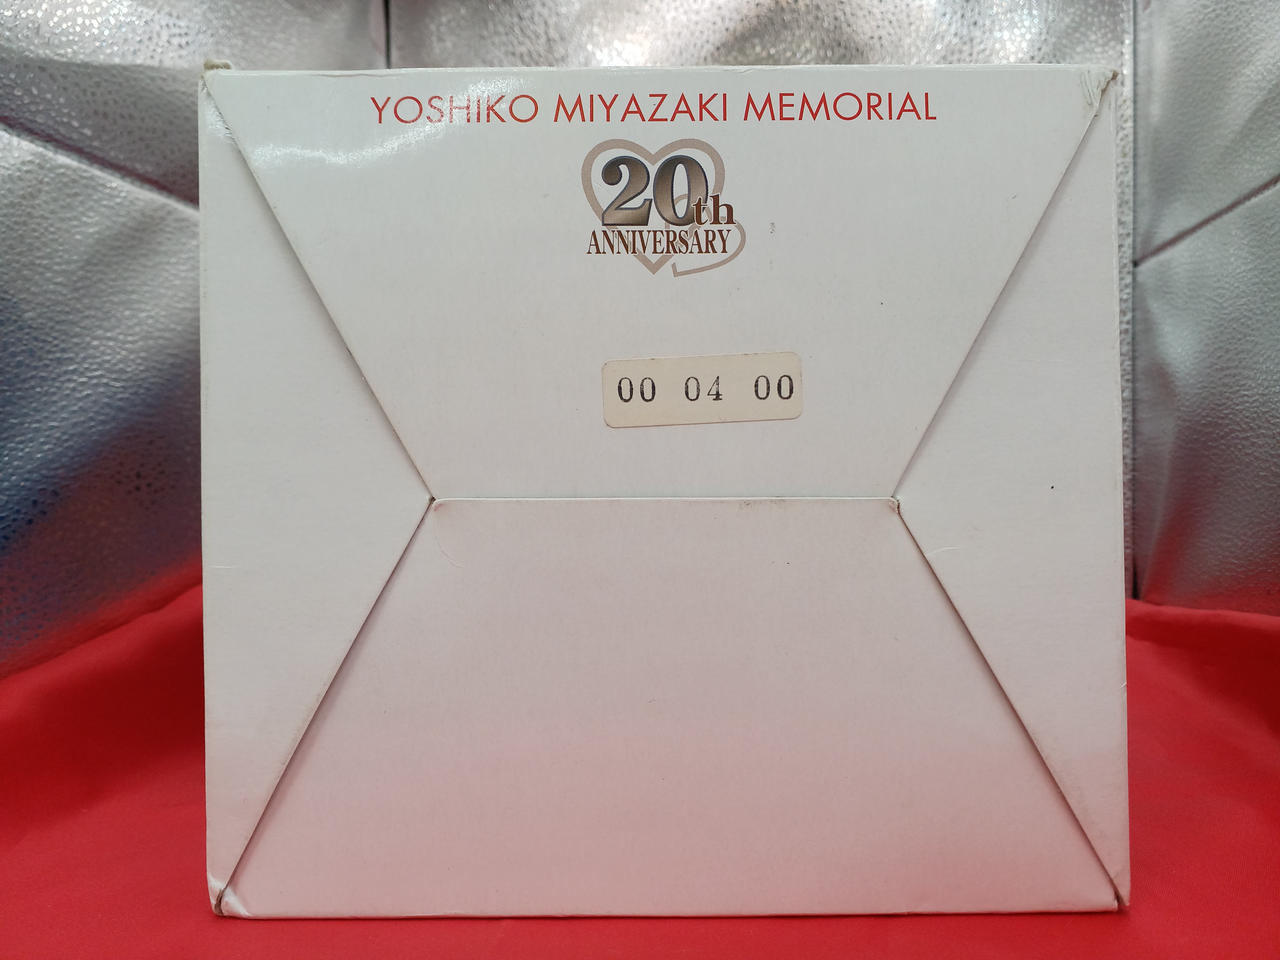 YOSHIKO MIYAZAKI MEMORIAL
20th
ANNIVERSARY
00 04 00